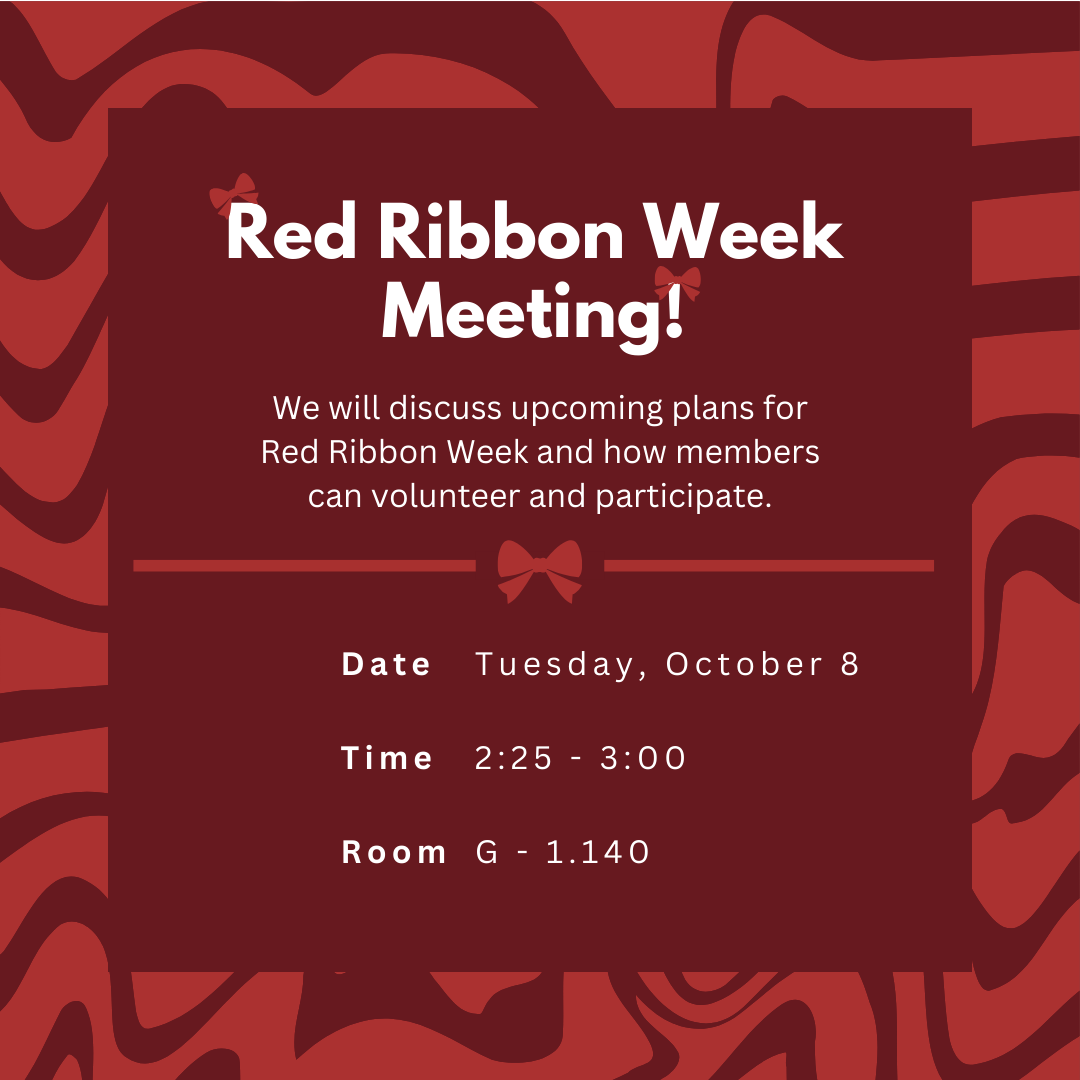 Red Ribbon Week
Meeting!
We will discuss upcoming plans for
Red Ribbon Week and how members
can volunteer and participate.
Date Tuesday, October 8
Time 2:25 - 3:00
Room G - 1.140